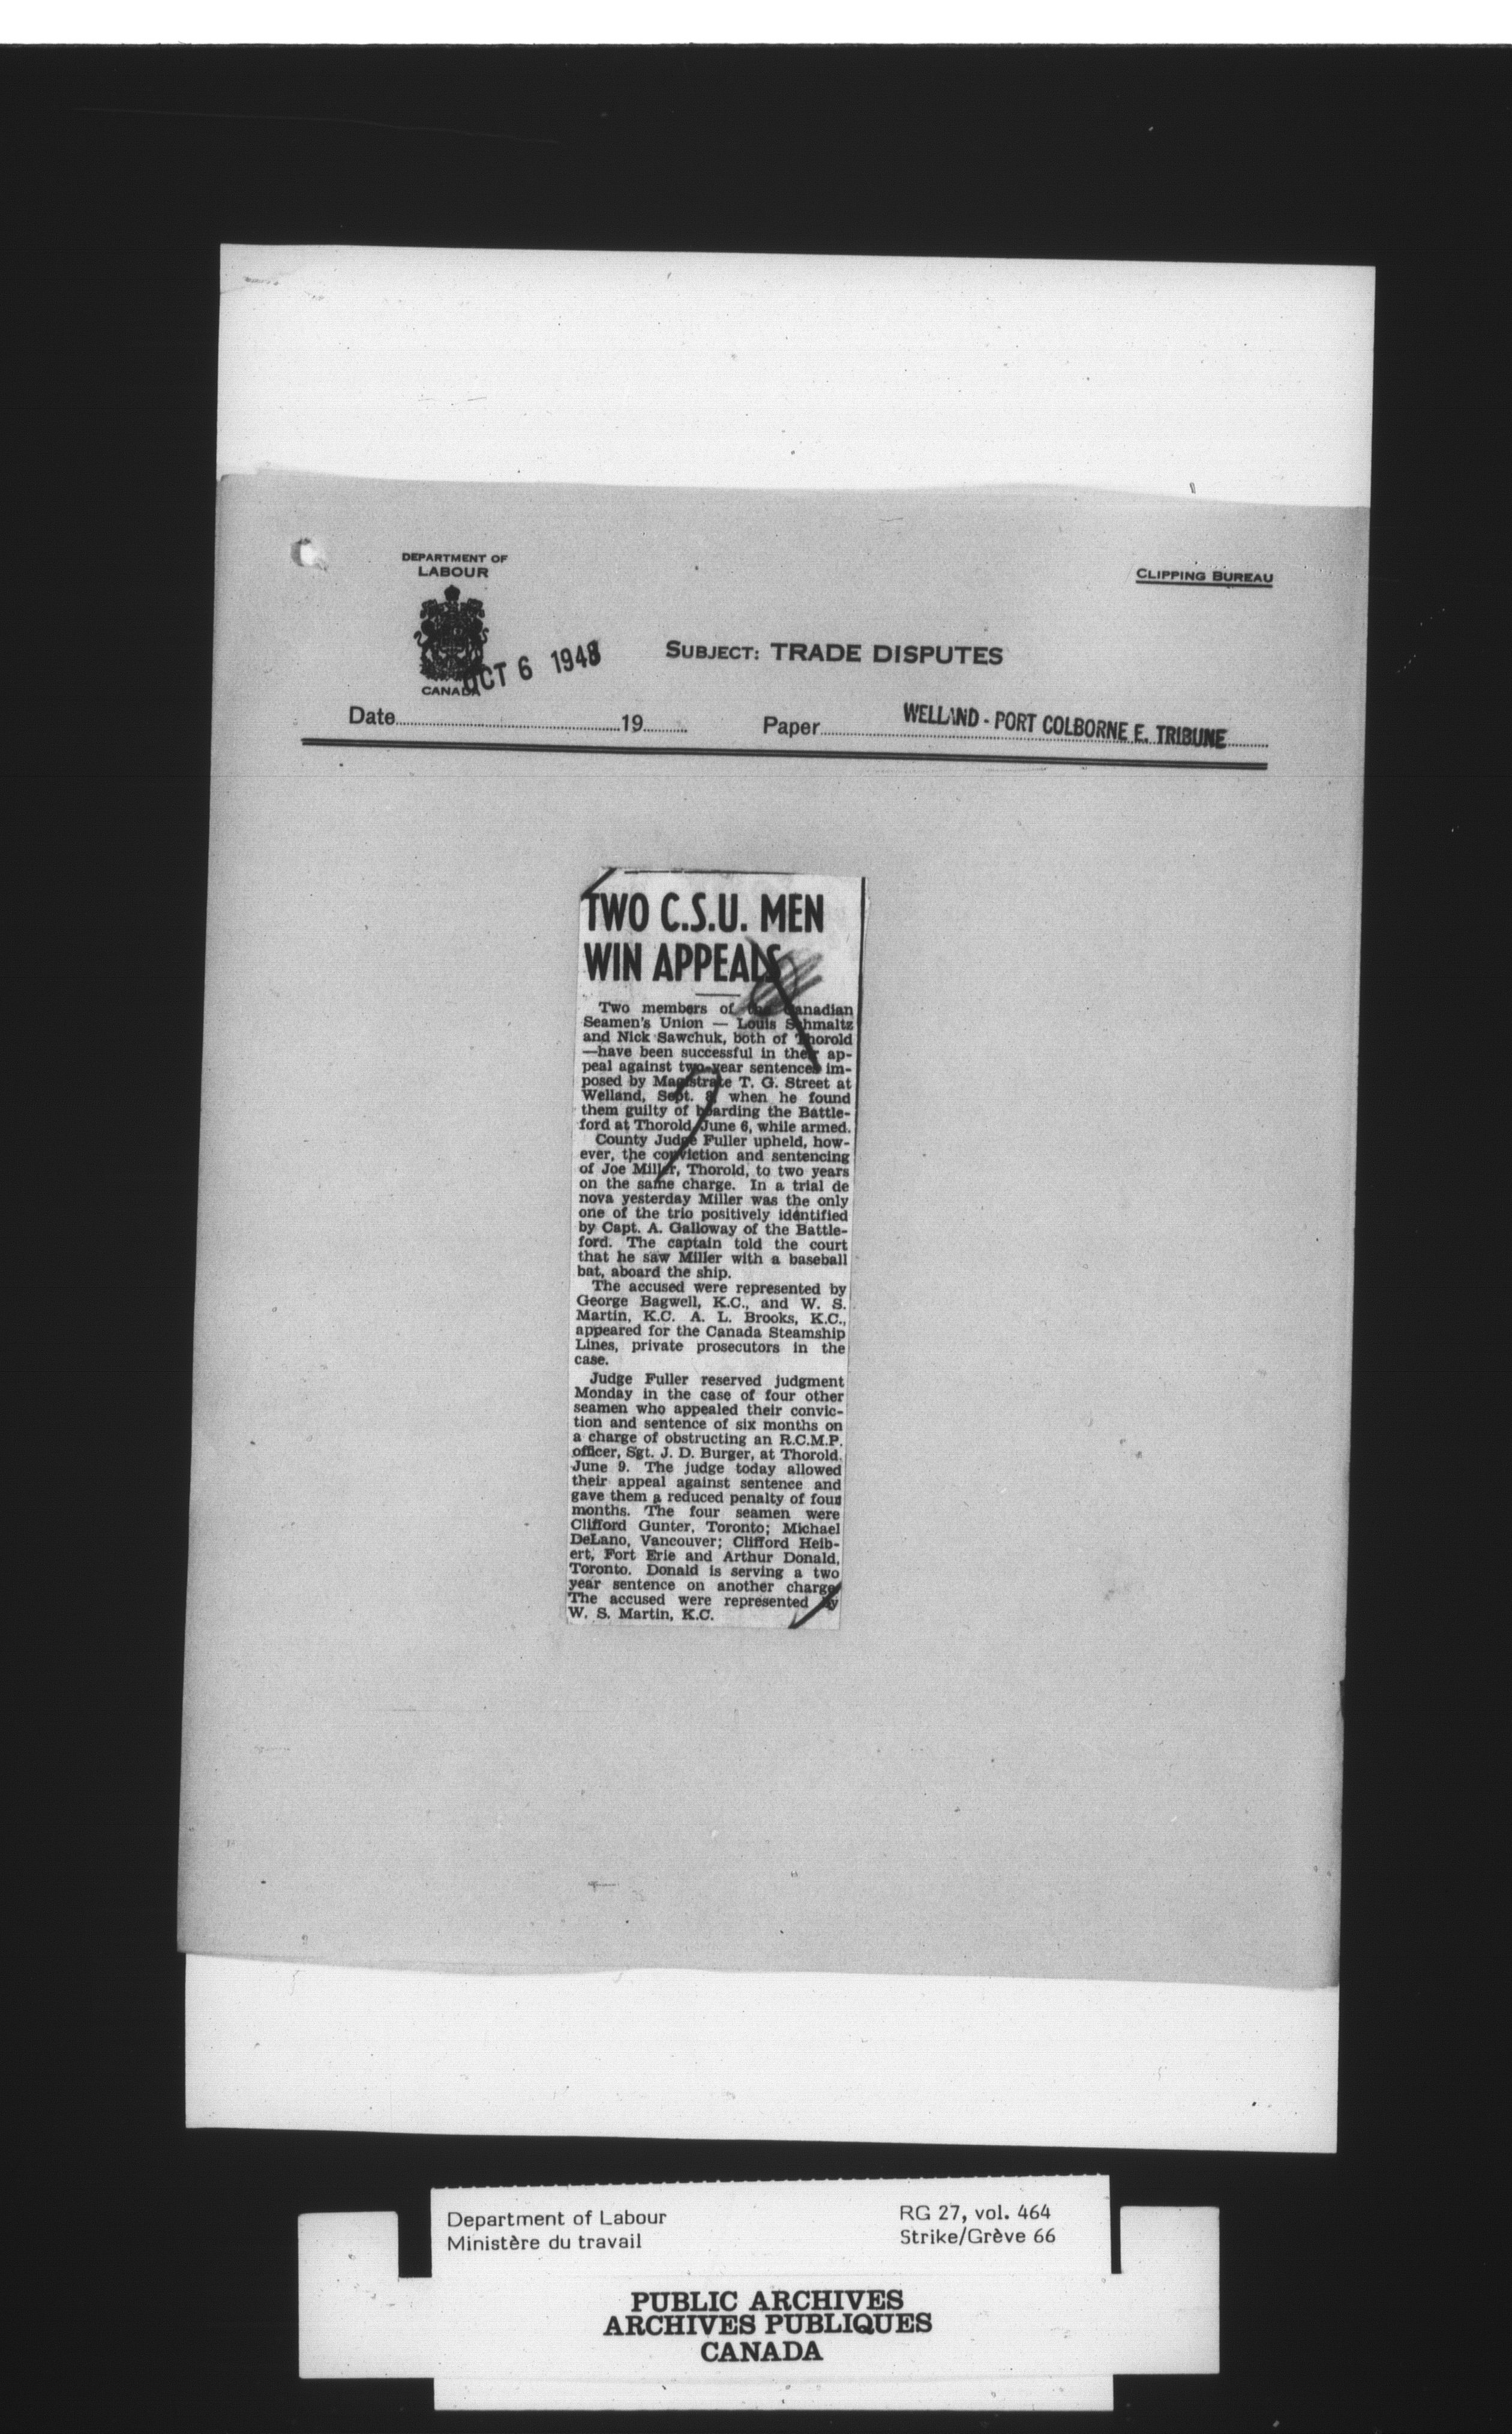 DEPARTMENT OF
LABOUR
CANADA
CLIPPING BUREAU
OCT 6 1948
SUBJECT: TRADE DISPUTES
Date 19
Paper WELLAND - PORT COLBORNE E. TRIBUNE
TWO C.S.U. MEN
WIN APPEALS
Two members of the Canadian
Seamen's Union — Louis Schmaltz
and Nick Sawchuk, both of Thorold
—have been successful in their ap-
peal against two-year sentences im-
posed by Magistrate T. G. Street at
Welland, Sept. 8, when he found
them guilty of boarding the Battle-
ford at Thorold June 6, while armed.
County Judge Fuller upheld, how-
ever, the conviction and sentencing
of Joe Miller, Thorold, to two years
on the same charge. In a trial de
nova yesterday Miller was the only
one of the trio positively identified
by Capt. A. Galloway of the Battle-
ford. The captain told the court
that he saw Miller with a baseball
bat, aboard the ship.
The accused were represented by
George Bagwell, K.C., and W. S.
Martin, K.C. A. L. Brooks, K.C.,
appeared for the Canada Steamship
Lines, private prosecutors in the
case.
Judge Fuller reserved judgment
Monday in the case of four other
seamen who appealed their convic-
tion and sentence of six months on
a charge of obstructing an R.C.M.P.
officer, Sgt. J. D. Burger, at Thorold,
June 9. The judge today allowed
their appeal against sentence and
gave them a reduced penalty of four
months. The four seamen were
Clifford Gunter, Toronto; Michael
DeLano, Vancouver; Clifford Heib-
ert, Fort Erie and Arthur Donald,
Toronto. Donald is serving a two
year sentence on another charge.
The accused were represented by
W. S. Martin, K.C.
Department of Labour
Ministère du travail
RG 27, vol. 464
Strike/Grève 66
PUBLIC ARCHIVES
ARCHIVES PUBLIQUES
CANADA